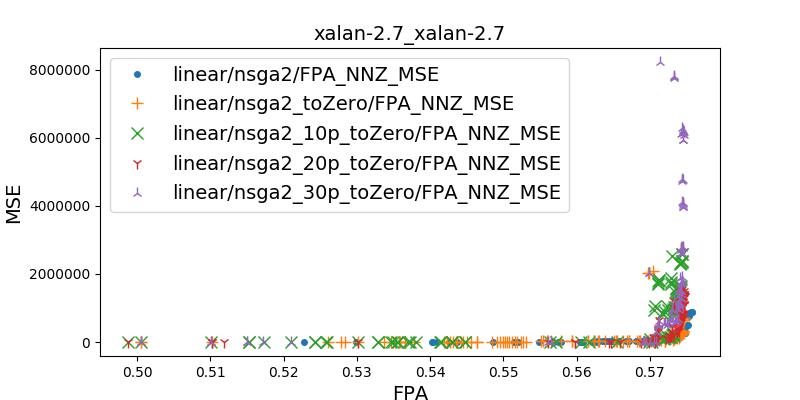 xalan-2.7_xalan-2.7
linear/nsga2/FPA_NNZ_MSE
linear/nsga2_toZero/FPA_NNZ_MSE
linear/nsga2_10p_toZero/FPA_NNZ_MSE
linear/nsga2_20p_toZero/FPA_NNZ_MSE
linear/nsga2_30p_toZero/FPA_NNZ_MSE
MSE
8000000
6000000
4000000
2000000
0
0.50 0.51 0.52 0.53 0.54 0.55 0.56 0.57
FPA